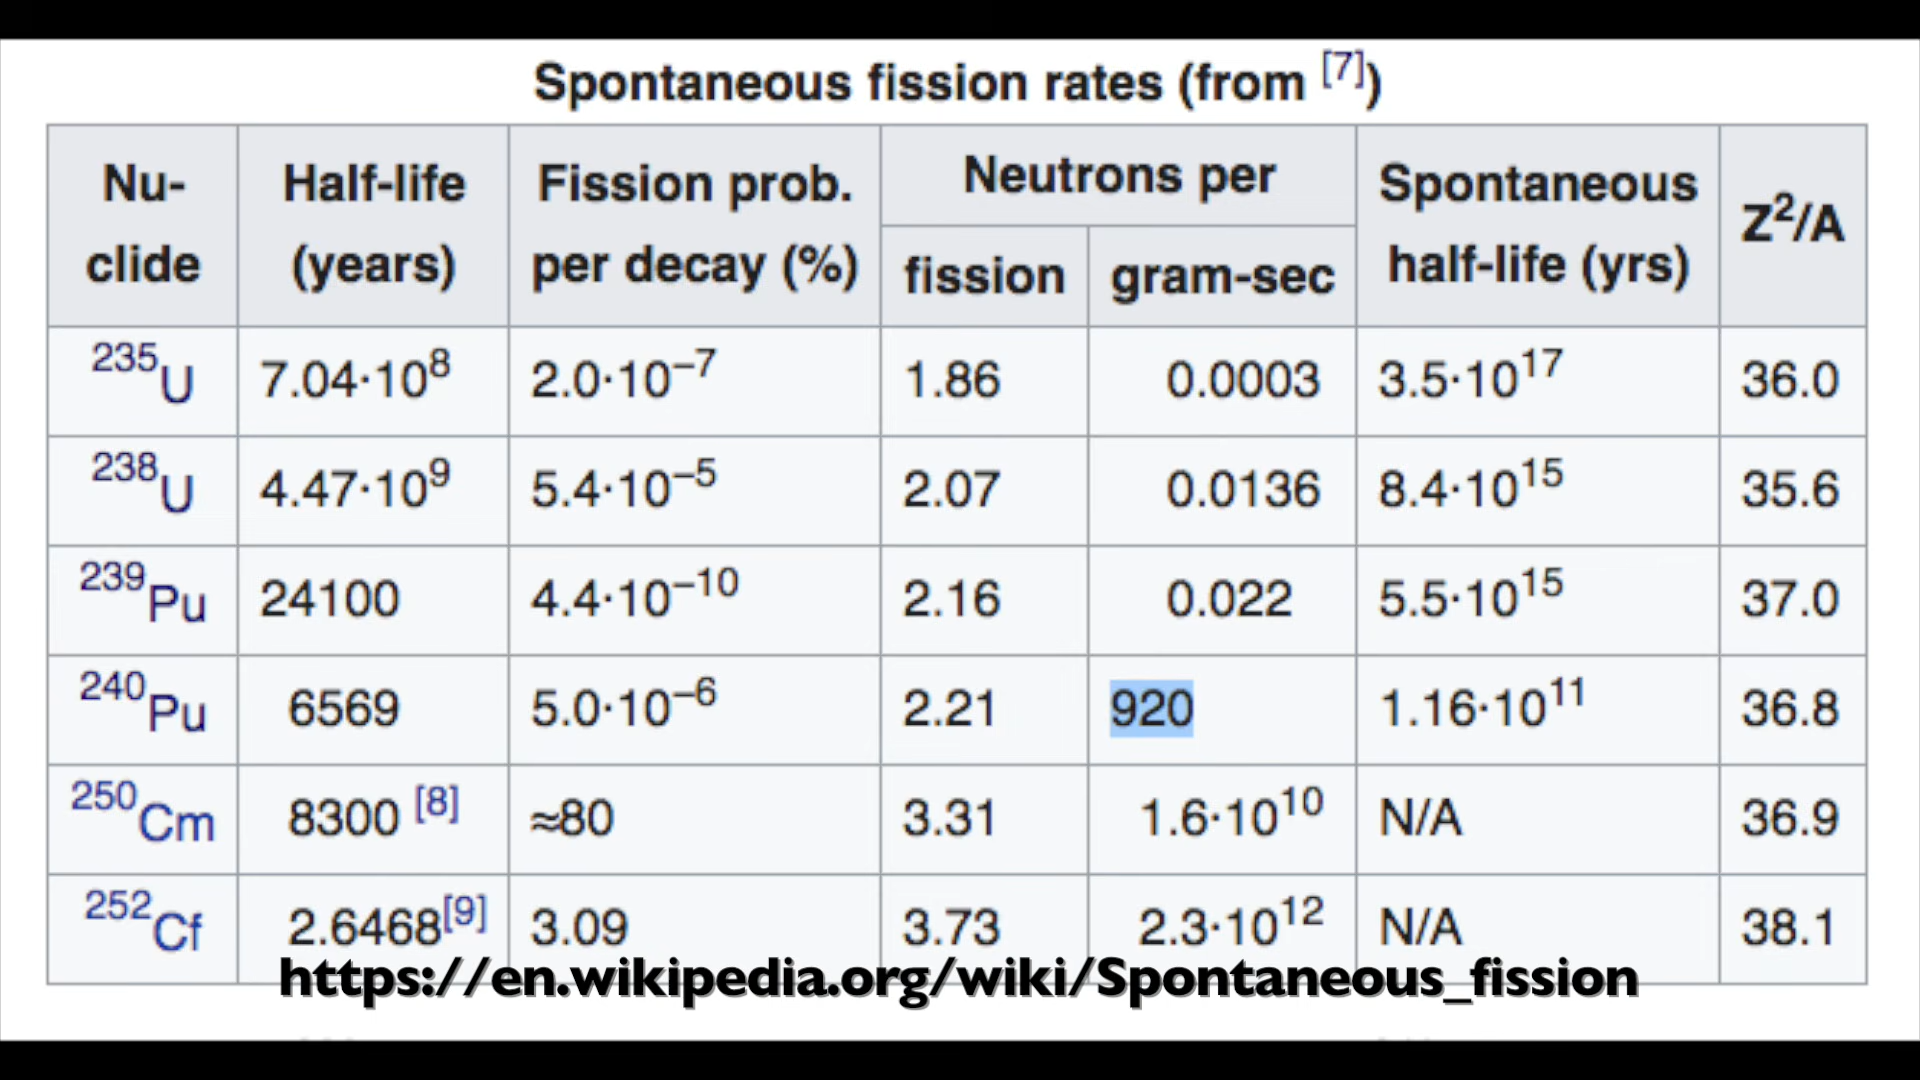 Spontaneous fission rates (from [7])
Nu-
clide
Half-life
(years)
Fission prob.
per decay (%)
Neutrons per
fission
gram-sec
Spontaneous
half-life (yrs)
Z²/A
²³⁵U 7.04·10⁸ 2.0·10⁻⁷ 1.86 0.0003 3.5·10¹⁷ 36.0
²³⁸U 4.47·10⁹ 5.4·10⁻⁵ 2.07 0.0136 8.4·10¹⁵ 35.6
²³⁹Pu 24100 4.4·10⁻¹⁰ 2.16 0.022 5.5·10¹⁵ 37.0
²⁴⁰Pu 6569 5.0·10⁻⁶ 2.21 920 1.16·10¹¹ 36.8
²⁵⁰Cm 8300 [8] ≈80 3.31 1.6·10¹⁰ N/A 36.9
²⁵²Cf 2.6468[9] 3.09 3.73 2.3·10¹² N/A 38.1
https://en.wikipedia.org/wiki/Spontaneous_fission